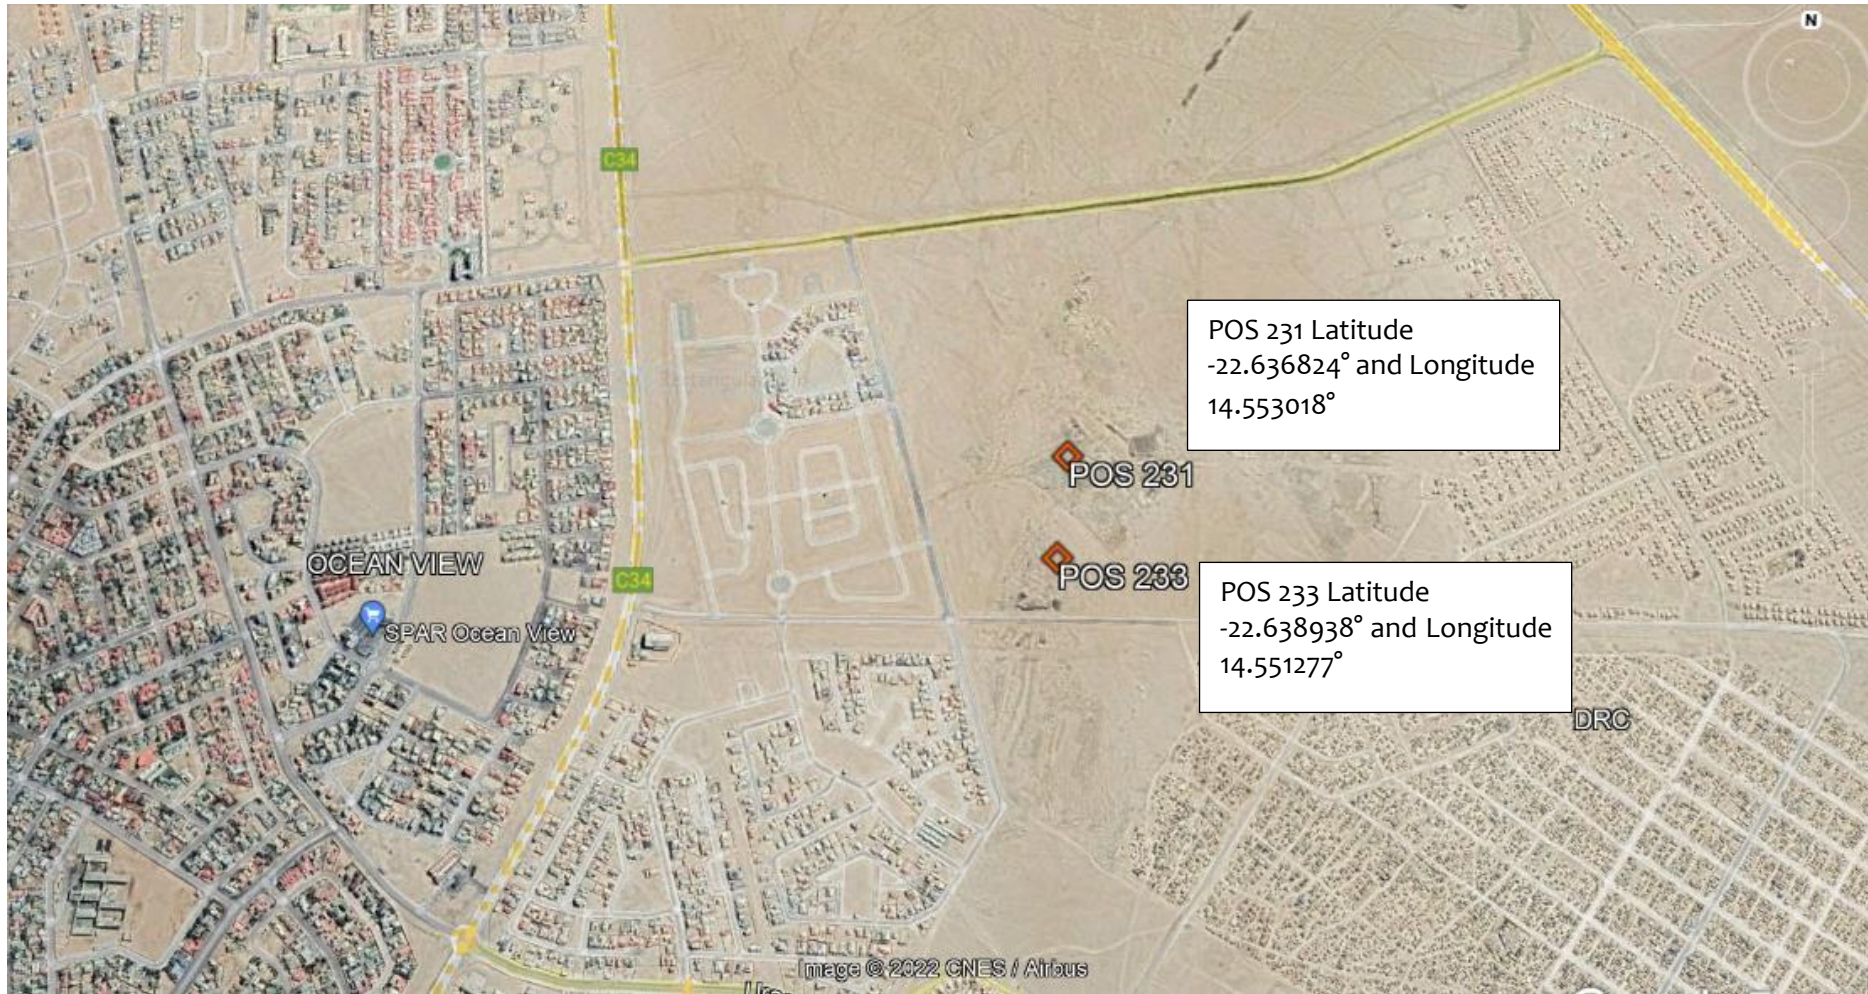 N
C34
POS 231 Latitude
-22.636824° and Longitude
14.553018°
POS 231
OCEAN VIEW
C34
POS 233
POS 233 Latitude
-22.638938° and Longitude
14.551277°
SPAR Ocean View
DRC
Image © 2022 CNES / Airbus